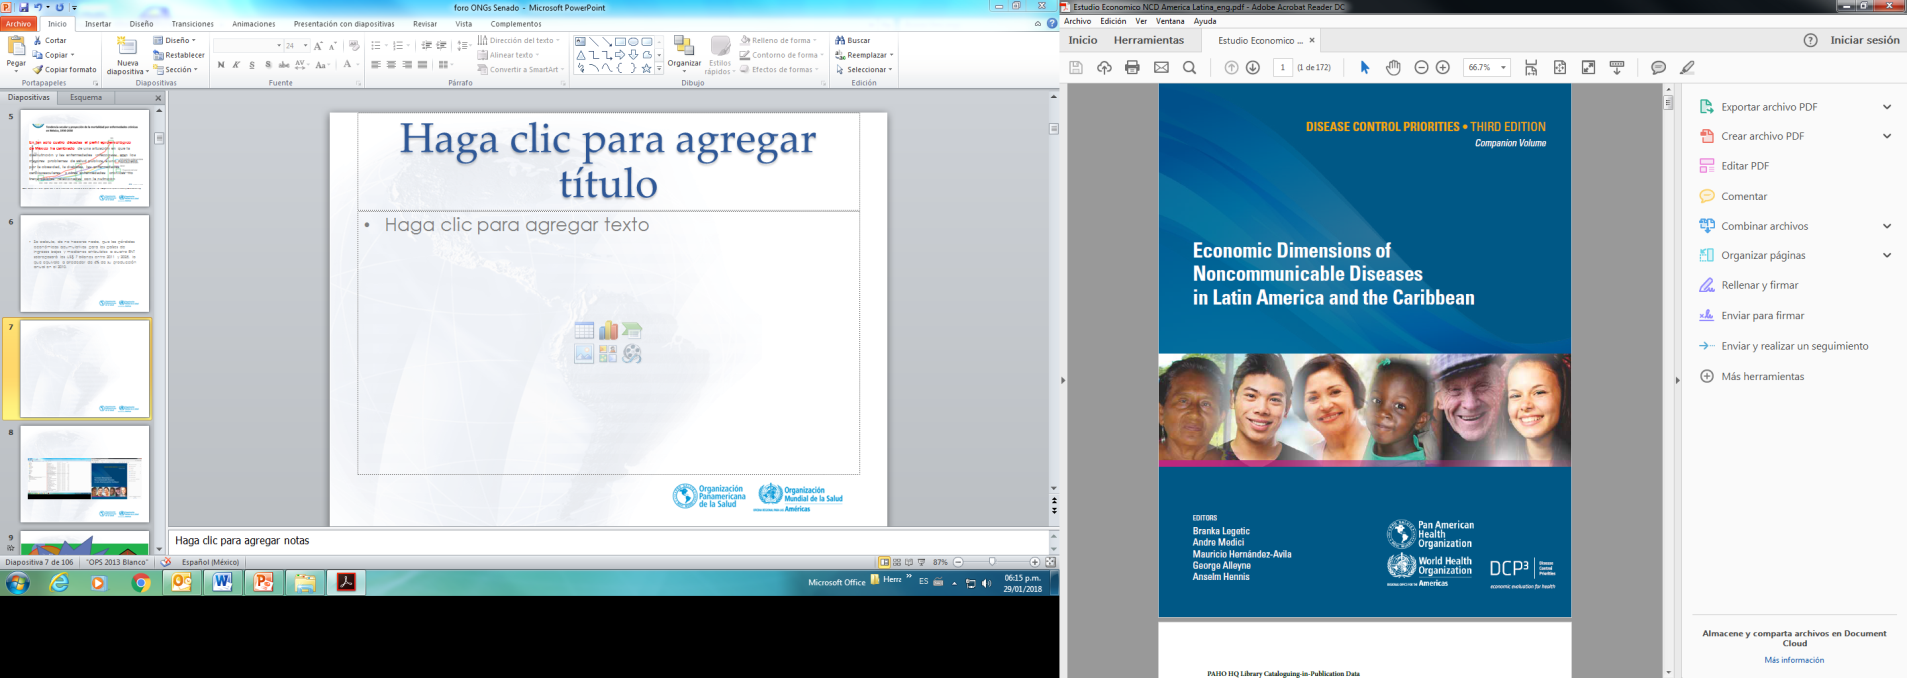 foro ONGs Senado - Microsoft PowerPoint
Archivo Inicio Insertar Diseño Transiciones Animaciones Presentación con diapositivas Revisar Vista Complementos
Pegar
Cortar
Copiar
Copiar formato
Portapapeles
Nueva
diapositiva
Diseño
Restablecer
Sección
Diapositivas
24
Fuente
Párrafo
Dirección del texto
Alinear texto
Convertir a SmartArt
Organizar
Estilos
rápidos
Relleno de forma
Contorno de forma
Efectos de formas
Dibujo
Buscar
Reemplazar
Seleccionar
Edición
Diapositivas Esquema
5
6
7
8
9
Haga clic para agregar
título
• Haga clic para agregar texto
Organización
Panamericana
de la Salud
Organización
Mundial de la Salud
Américas
Haga clic para agregar notas
Diapositiva 7 de 106 "OPS 2013 Blanco" Español (México) 87%
Microsoft Office Herra » ES
06:15 p.m.
29/01/2018
Estudio Economico NCD America Latina_eng.pdf - Adobe Acrobat Reader DC
Archivo Edición Ver Ventana Ayuda
Inicio Herramientas Estudio Economico ... × Iniciar sesión
1 (1 de 172) 66.7%
DISEASE CONTROL PRIORITIES • THIRD EDITION
Companion Volume
Economic Dimensions of
Noncommunicable Diseases
in Latin America and the Caribbean
EDITORS
Branka Legetic
Andre Medici
Mauricio Hernández-Avila
George Alleyne
Anselm Hennis
Pan American
Health
Organization
World Health
Organization
Americas
DCP3
Disease
Control
Priorities
economic evaluation for health
PAHO HQ Library Cataloguing-in-Publication Data
Exportar archivo PDF
Crear archivo PDF
Editar PDF
Comentar
Combinar archivos
Organizar páginas
Rellenar y firmar
Enviar para firmar
Enviar y realizar un seguimiento
Más herramientas
Almacene y comparta archivos en Document
Cloud
Más información